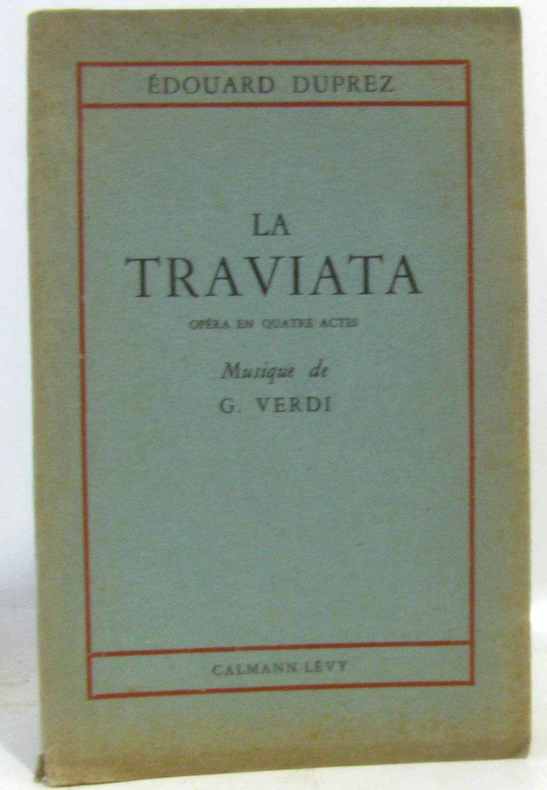 ÉDOUARD DUPREZ
LA
TRAVIATA
OPÉRA EN QUATRE ACTES
Musique de
G. VERDI
CALMANN-LÉVY